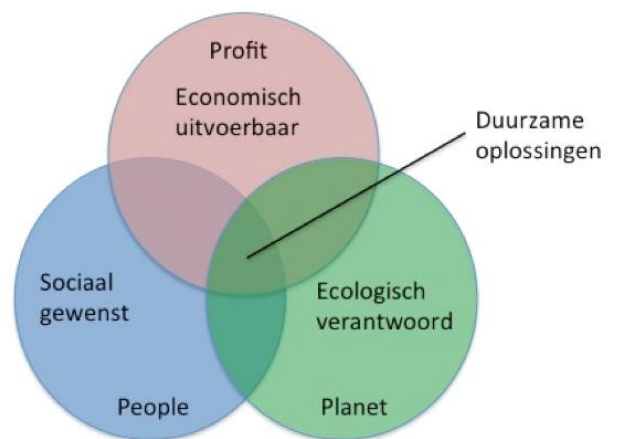 Profit
Economisch
uitvoerbaar
Duurzame
oplossingen
Sociaal
gewenst
Ecologisch
verantwoord
People
Planet